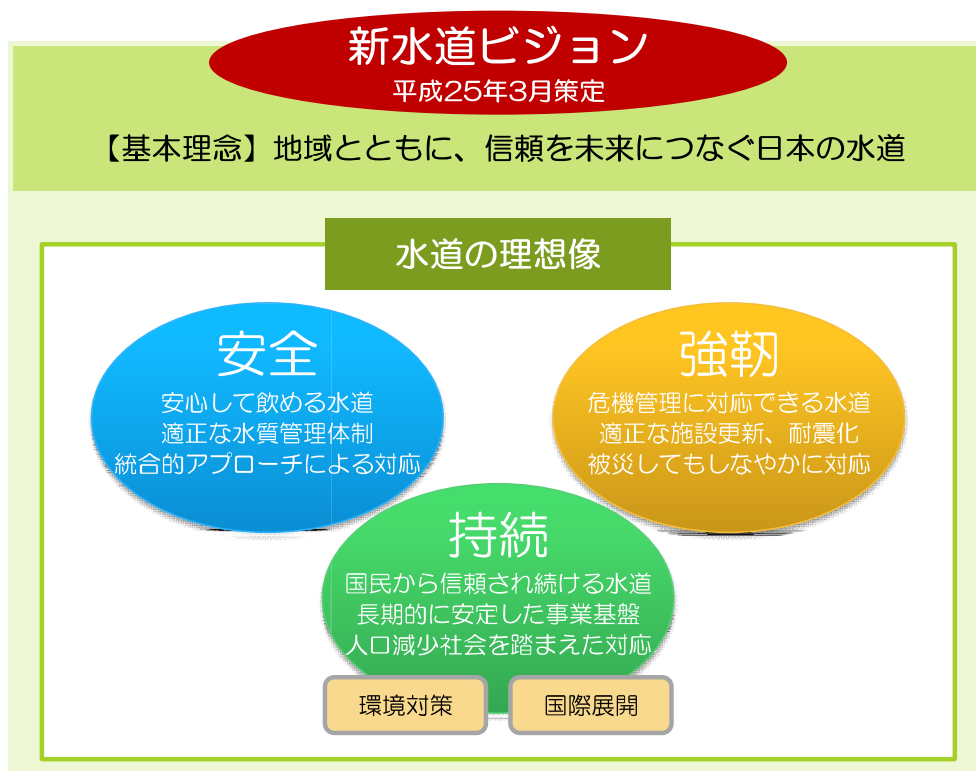 新水道ビジョン
平成25年3月策定
【基本理念】地域とともに、信頼を未来につなぐ日本の水道
水道の理想像
安全
安心して飲める水道
適正な水質管理体制
統合的アプローチによる対応
強靭
危機管理に対応できる水道
適正な施設更新、耐震化
被災してもしなやかに対応
持続
国民から信頼され続ける水道
長期的に安定した事業基盤
人口減少社会を踏まえた対応
環境対策
国際展開